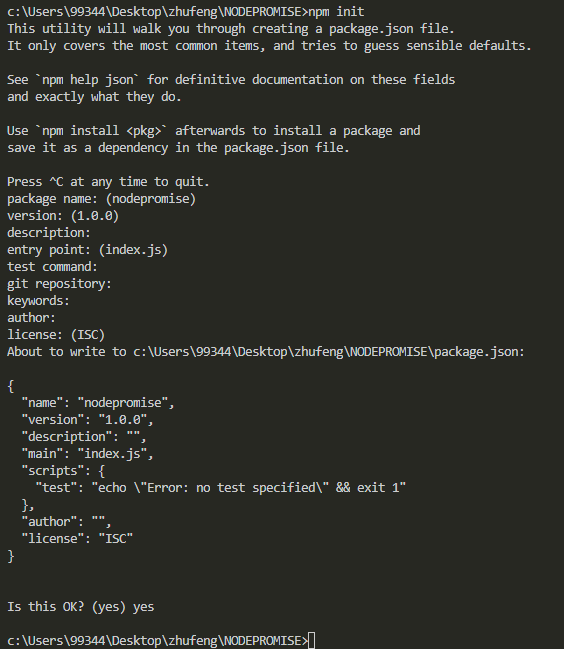 c:\Users\99344\Desktop\zhufeng\NODEPROMISE>npm init
This utility will walk you through creating a package.json file.
It only covers the most common items, and tries to guess sensible defaults.
See `npm help json` for definitive documentation on these fields
and exactly what they do.
Use `npm install <pkg>` afterwards to install a package and
save it as a dependency in the package.json file.
Press ^C at any time to quit.
package name: (nodepromise)
version: (1.0.0)
description:
entry point: (index.js)
test command:
git repository:
keywords:
author:
license: (ISC)
About to write to c:\Users\99344\Desktop\zhufeng\NODEPROMISE\package.json:
{
  "name": "nodepromise",
  "version": "1.0.0",
  "description": "",
  "main": "index.js",
  "scripts": {
    "test": "echo \"Error: no test specified\" && exit 1"
  },
  "author": "",
  "license": "ISC"
}
Is this OK? (yes) yes
c:\Users\99344\Desktop\zhufeng\NODEPROMISE>